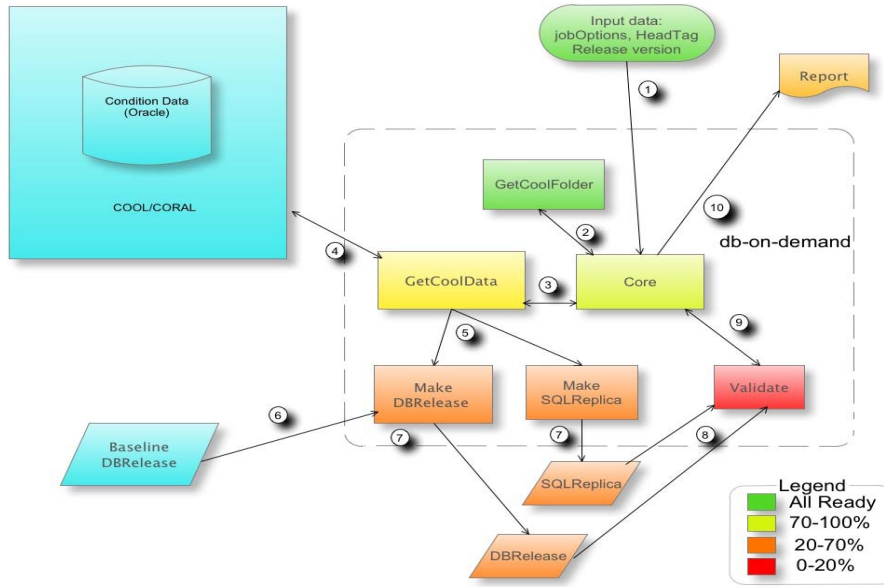 Input data:
jobOptions, HeadTag
Release version
1
Report
Condition Data
(Oracle)
COOL/CORAL
GetCoolFolder
2
10
db-on-demand
4
GetCoolData
3
Core
5
9
Make
DBRelease
Make
SQLReplica
Validate
6
7
7
8
Baseline
DBRelease
SQLReplica
DBRelease
Legend
All Ready
70-100%
20-70%
0-20%